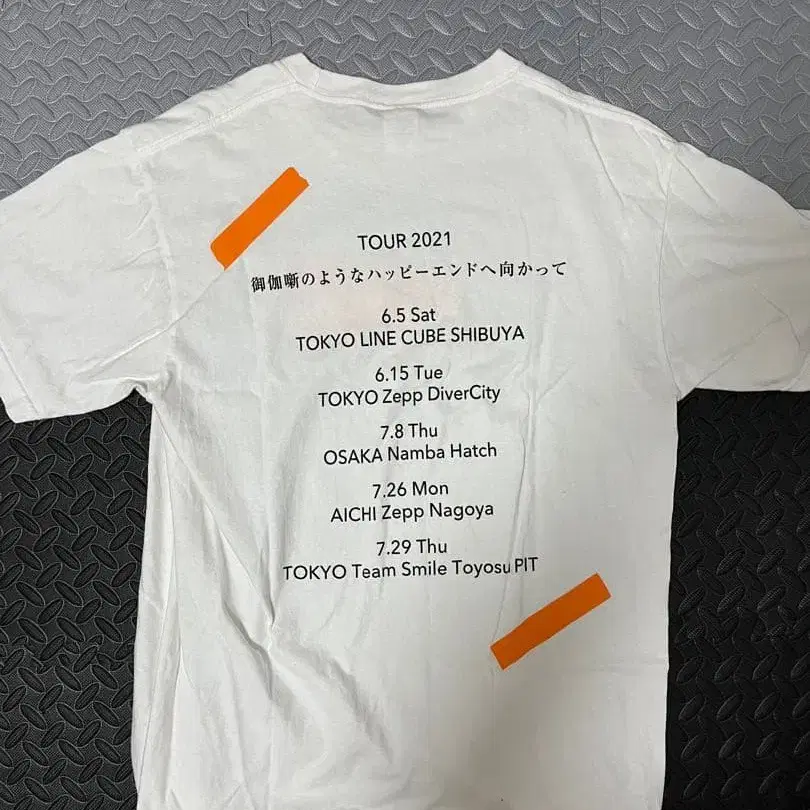 TOUR 2021
御伽噺のようなハッピーエンドへ向かって
6.5 Sat
TOKYO LINE CUBE SHIBUYA
6.15 Tue
TOKYO Zepp DiverCity
7.8 Thu
OSAKA Namba Hatch
7.26 Mon
AICHI Zepp Nagoya
7.29 Thu
TOKYO Team Smile Toyosu PIT